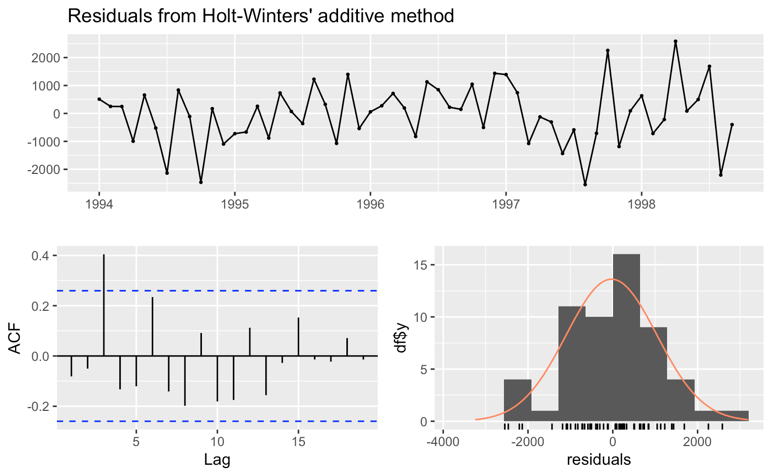 Residuals from Holt-Winters' additive method
2000
1000
0
-1000
-2000
1994 1995 1996 1997 1998
ACF
0.4
0.2
0.0
-0.2
5 10 15
Lag
df$y
15
10
5
0
-4000 -2000 0 2000
residuals